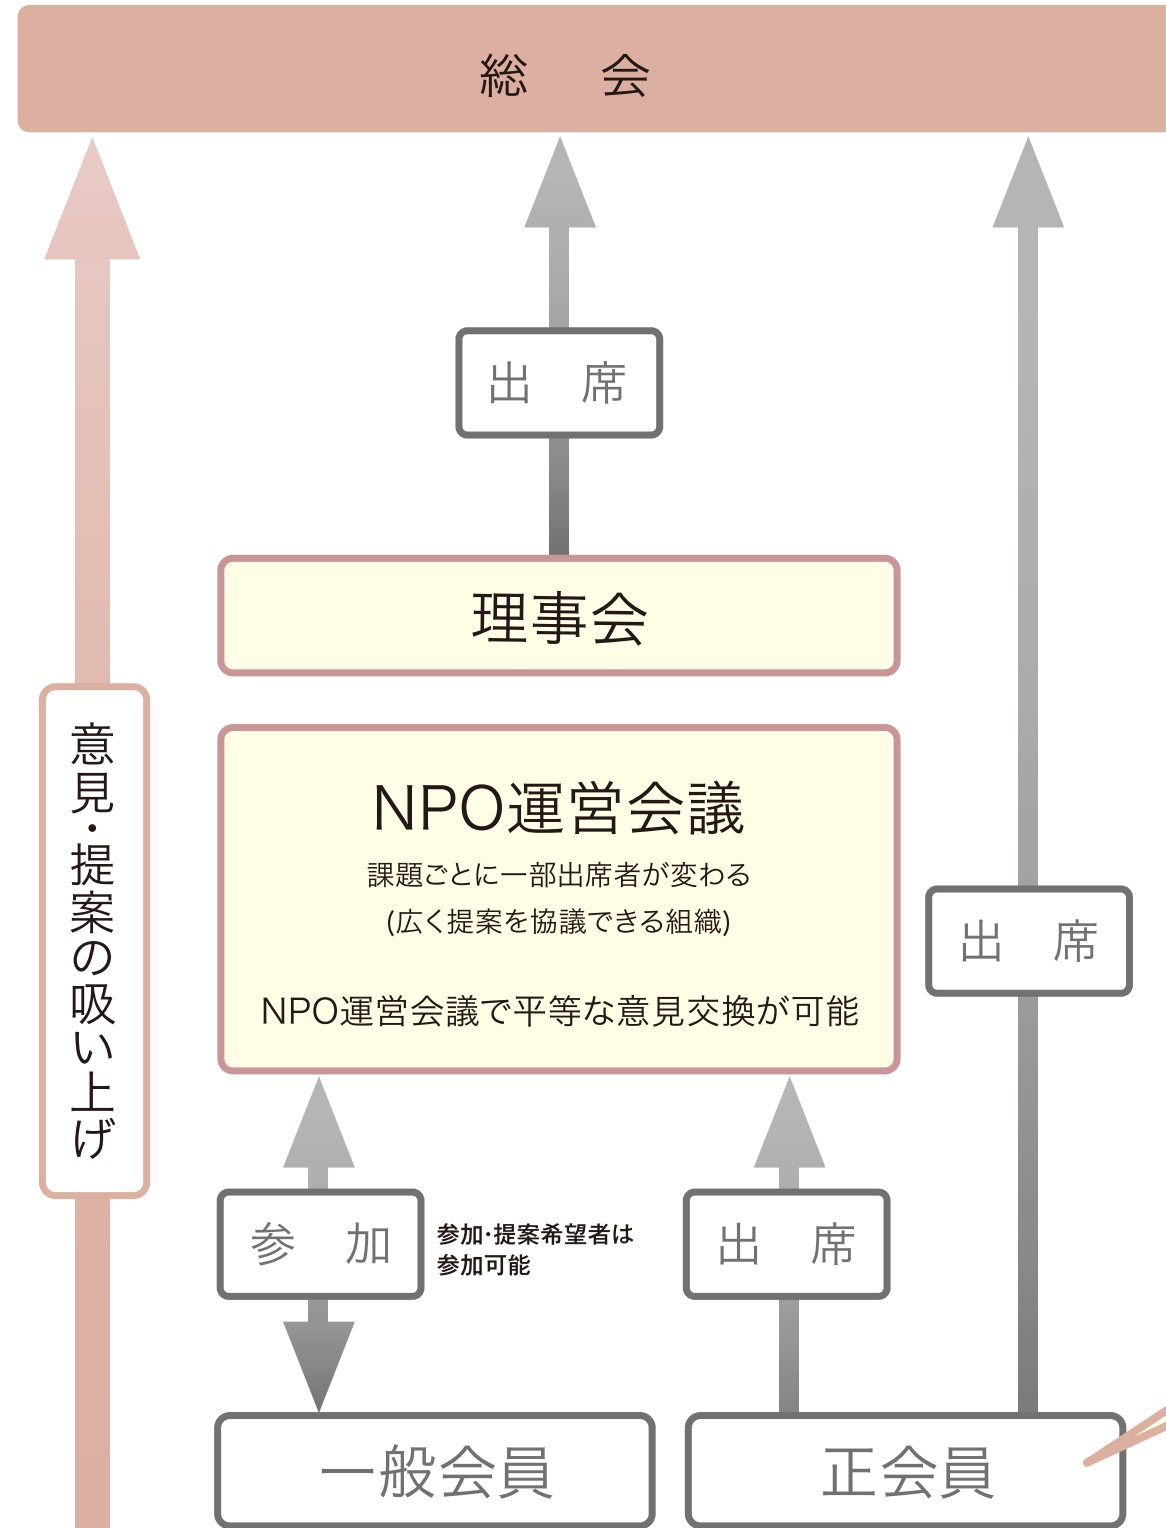 総　会
出　席
理事会
意見・提案の吸い上げ
NPO運営会議
課題ごとに一部出席者が変わる
(広く提案を協議できる組織)
NPO運営会議で平等な意見交換が可能
出　席
参　加
参加・提案希望者は
参加可能
出　席
一般会員
正会員